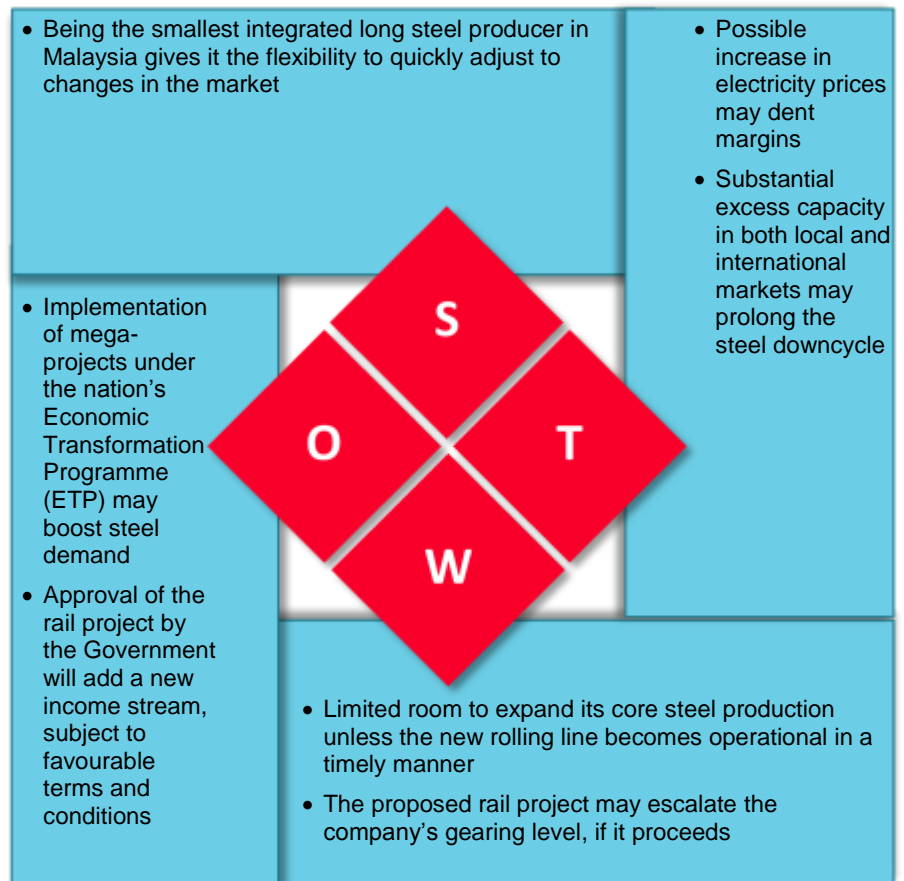 • Being the smallest integrated long steel producer in
Malaysia gives it the flexibility to quickly adjust to
changes in the market
• Possible
increase in
electricity prices
may dent
margins
• Substantial
excess capacity
in both local and
international
markets may
prolong the
steel downcycle
S
O
T
W
• Implementation
of mega-
projects under
the nation’s
Economic
Transformation
Programme
(ETP) may
boost steel
demand
• Approval of the
rail project by
the Government
will add a new
income stream,
subject to
favourable
terms and
conditions
• Limited room to expand its core steel production
unless the new rolling line becomes operational in a
timely manner
• The proposed rail project may escalate the
company’s gearing level, if it proceeds